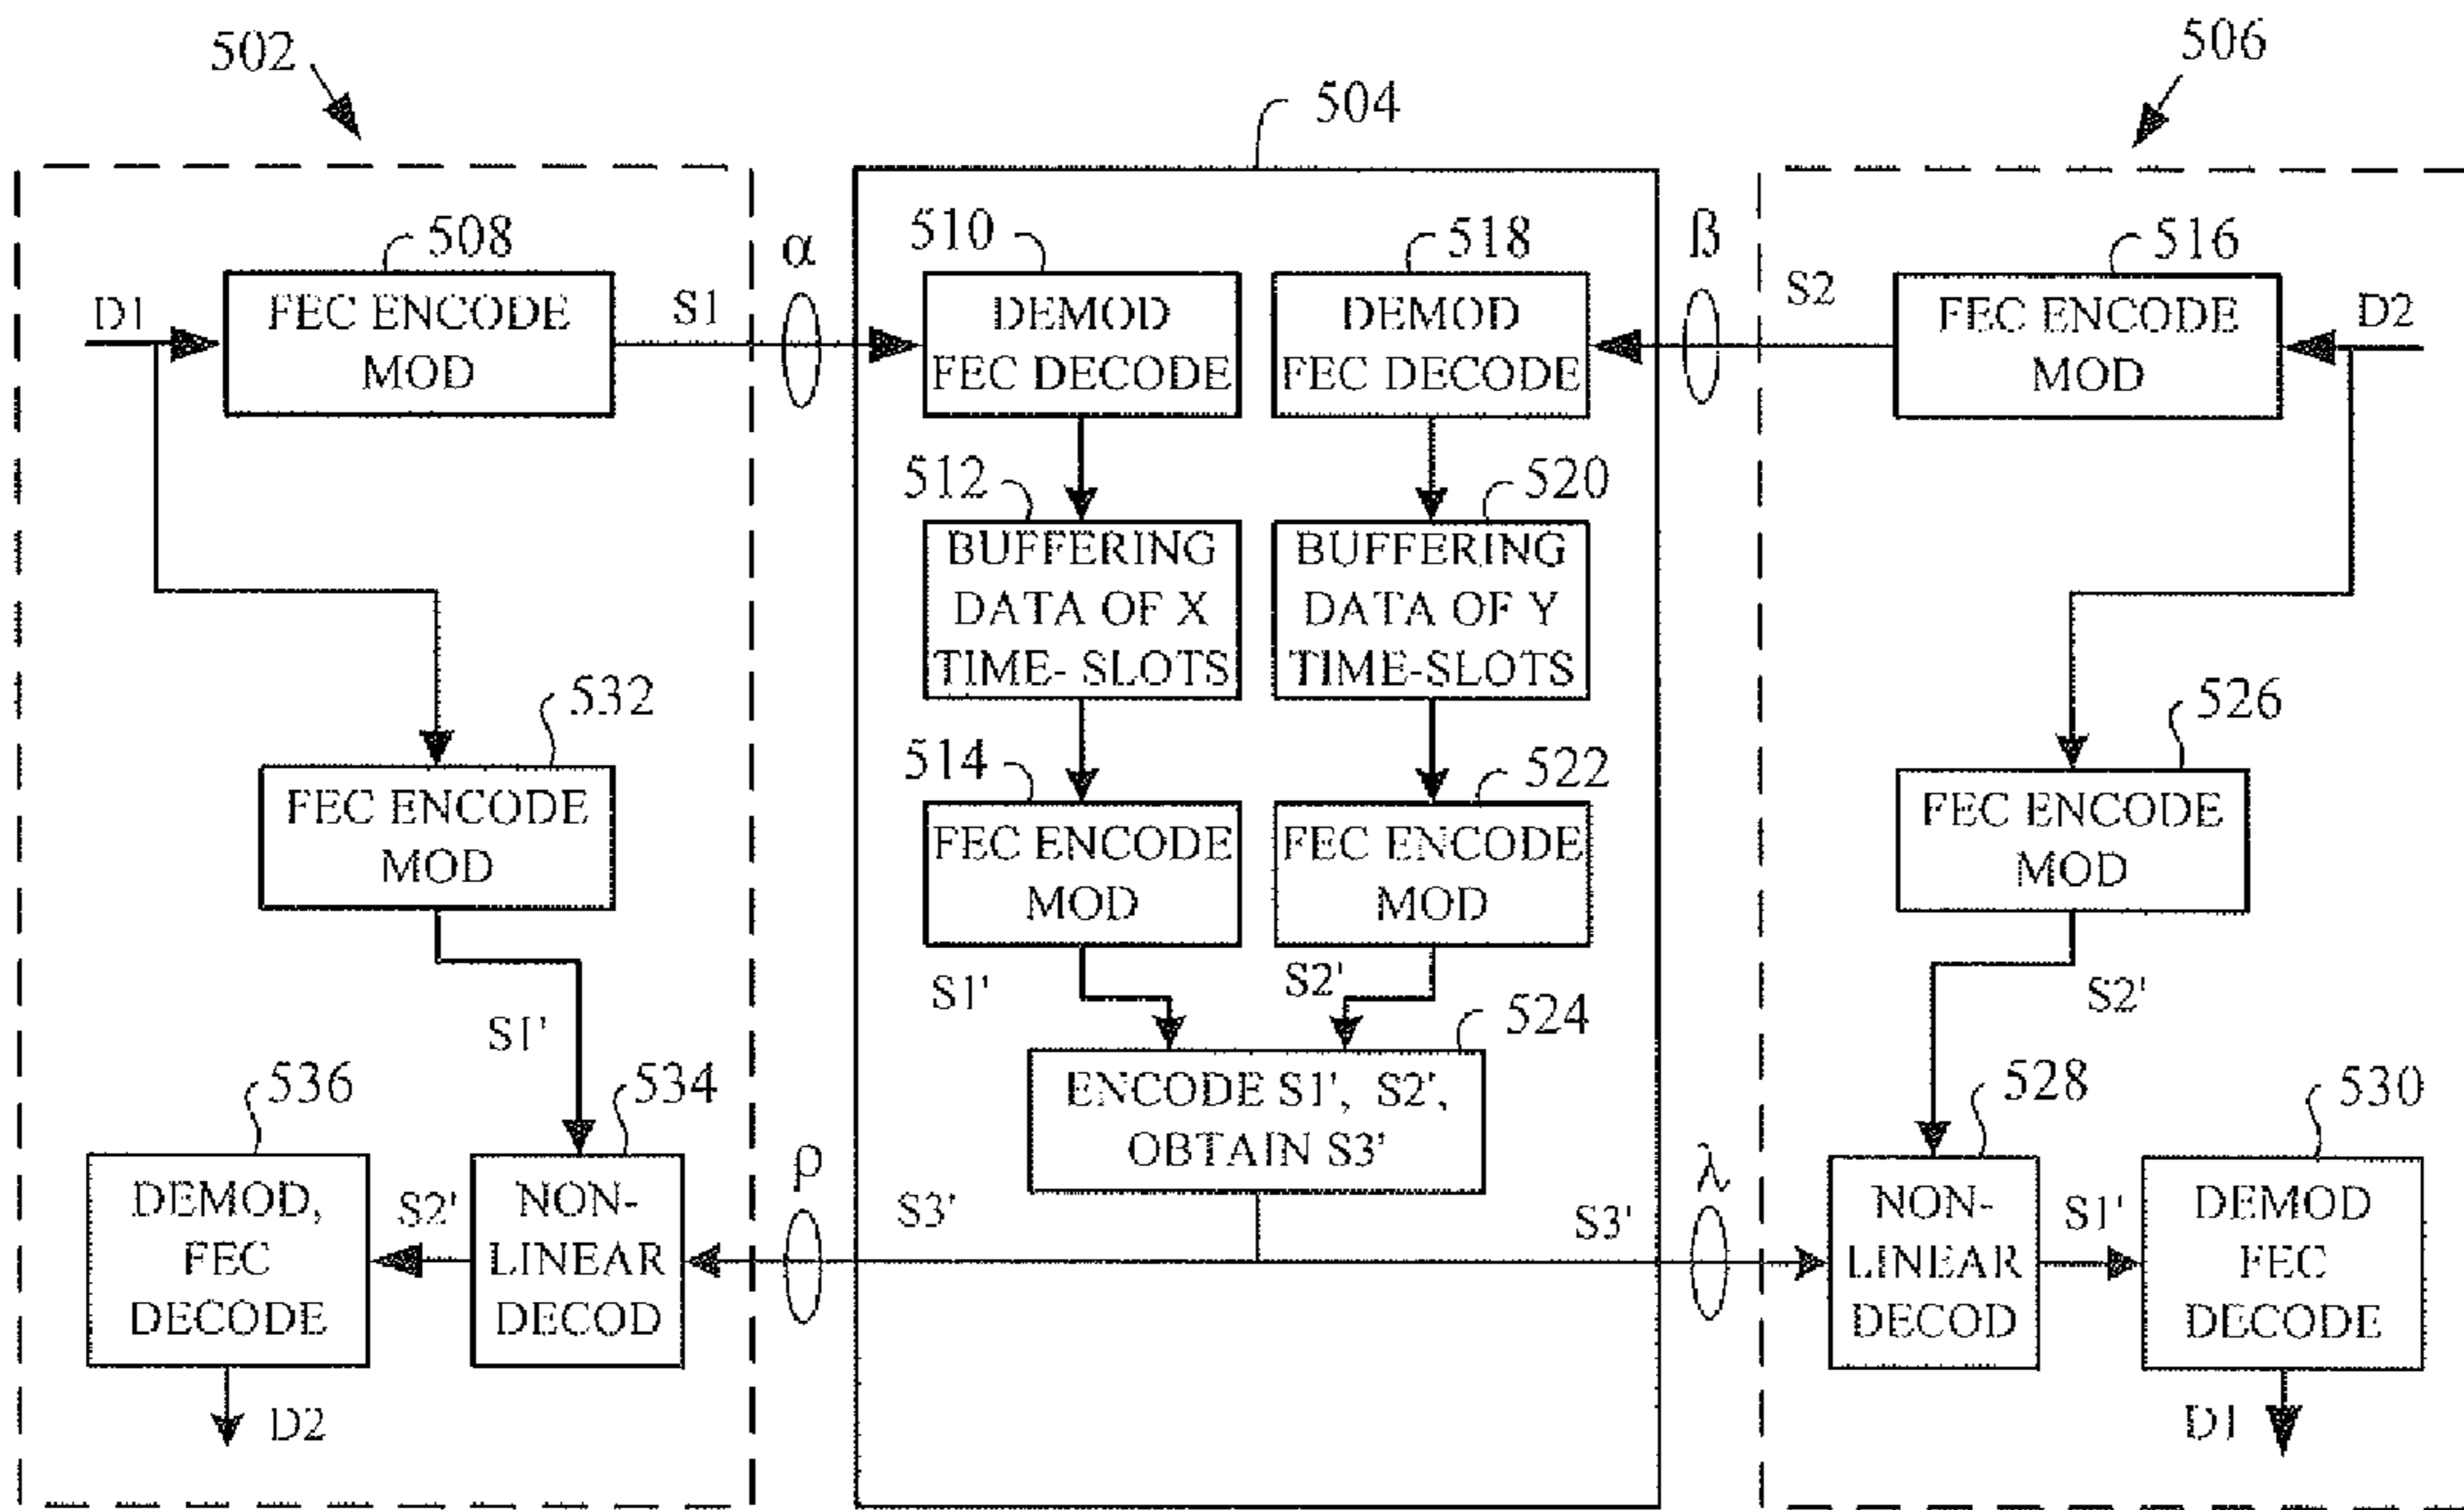 502
504
506
508
510
518
516
α
ß
D1
FEC ENCODE
MOD
S1
DEMOD
FEC DECODE
DEMOD
FEC DECODE
S2
FEC ENCODE
MOD
D2
512
520
BUFFERING
DATA OF X
TIME- SLOTS
BUFFERING
DATA OF Y
TIME-SLOTS
532
526
514
522
FEC ENCODE
MOD
FEC ENCODE
MOD
FEC ENCODE
MOD
FEC ENCODE
MOD
S1'
S2'
S1'
S2'
524
ENCODE S1', S2',
OBTAIN S3'
536
534
528
530
ρ
λ
DEMOD,
FEC
DECODE
S2'
NON-
LINEAR
DECOD
S3'
S3'
NON-
LINEAR
DECOD
S1'
DEMOD
FEC
DECODE
D2
D1